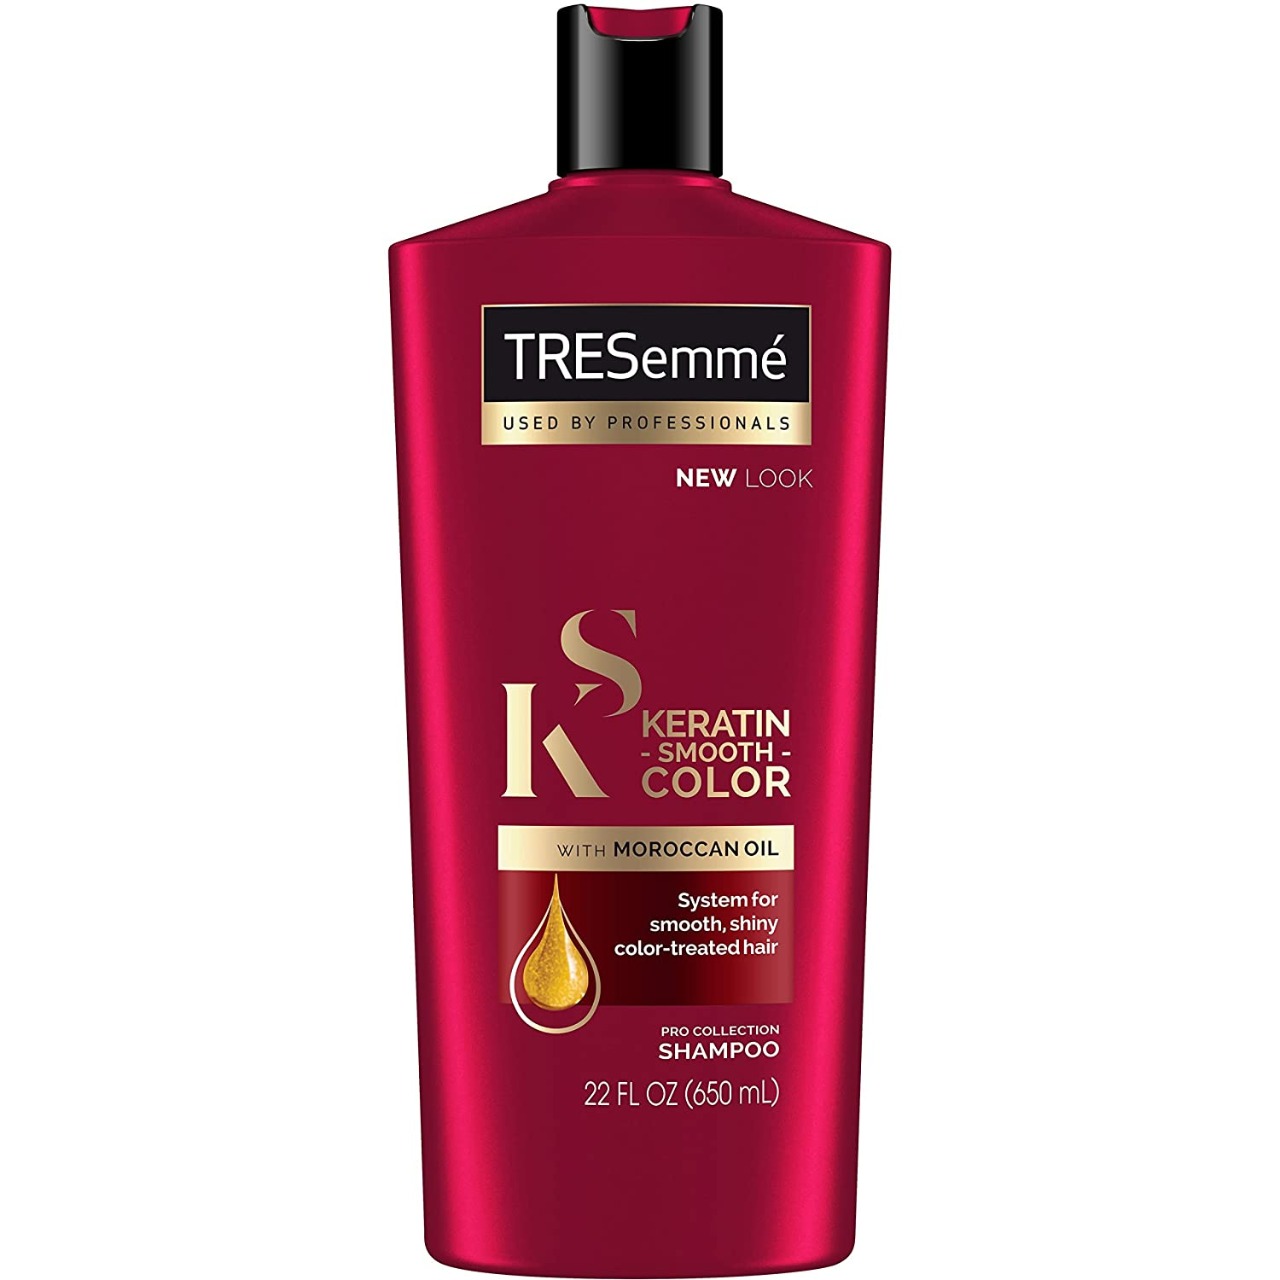 TRESemmé
USED BY PROFESSIONALS
NEW LOOK
KS
KERATIN
- SMOOTH -
COLOR
WITH MOROCCAN OIL
System for
smooth, shiny
color-treated hair
PRO COLLECTION
SHAMPOO
22 FL OZ (650 mL)